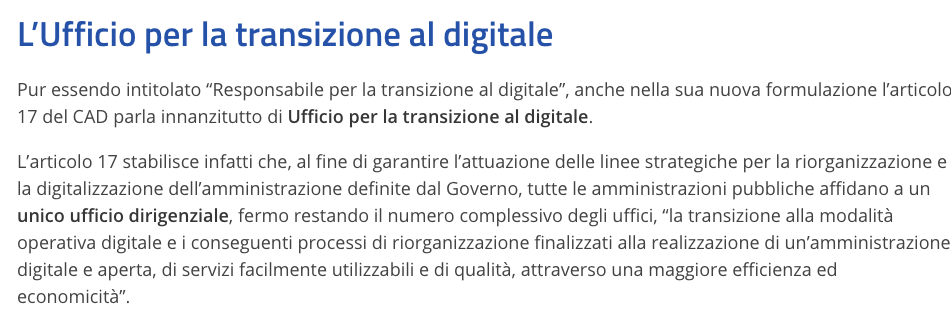 L’Ufficio per la transizione al digitale
Pur essendo intitolato “Responsabile per la transizione al digitale”, anche nella sua nuova formulazione l’articolo
17 del CAD parla innanzitutto di Ufficio per la transizione al digitale.
L’articolo 17 stabilisce infatti che, al fine di garantire l’attuazione delle linee strategiche per la riorganizzazione e
la digitalizzazione dell’amministrazione definite dal Governo, tutte le amministrazioni pubbliche affidano a un
unico ufficio dirigenziale, fermo restando il numero complessivo degli uffici, “la transizione alla modalità
operativa digitale e i conseguenti processi di riorganizzazione finalizzati alla realizzazione di un’amministrazione
digitale e aperta, di servizi facilmente utilizzabili e di qualità, attraverso una maggiore efficienza ed
economicità”.